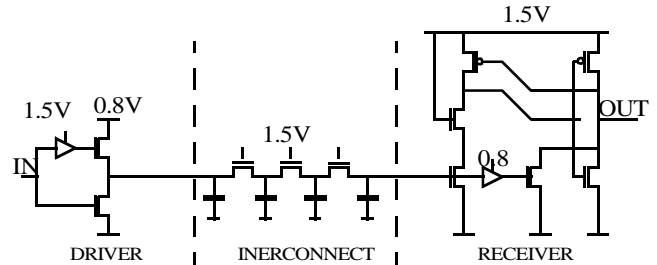 1.5V
1.5V
0.8V
1.5V
OUT
IN
0.8
DRIVER
INERCONNECT
RECEIVER